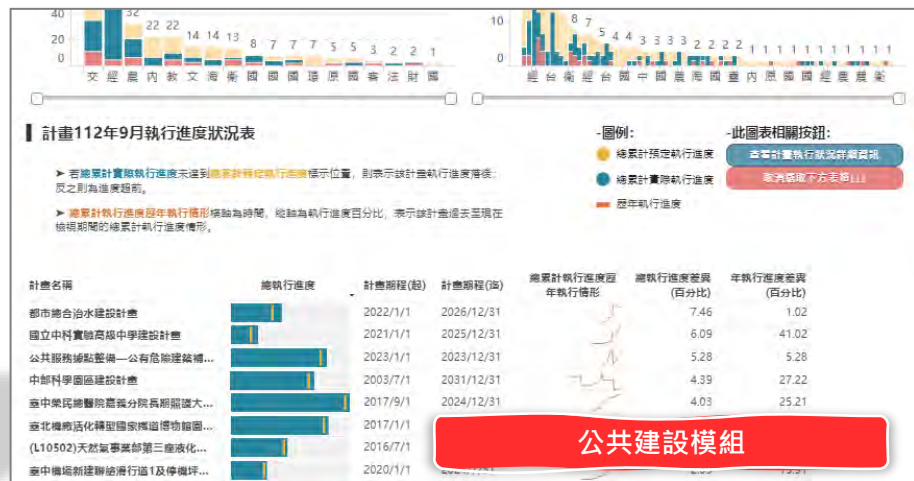 40
20
0
32 22 22 14 14 13 8 7 7 7 7 5 5 3 2 2 1
交 經 農 內 教 文 海 衛 國 國 國 環 原 國 客 法 財 國
10
0
8 7 5 4 4 3 3 3 2 2 2 2 1 1 1 1 1 1 1 1
經 台 衛 經 台 國 中 國 農 海 國 臺 內 原 國 國 經 農 農 衛
計畫112年9月執行進度狀況表
➤ 若總累計實際執行進度未達到總累計預定執行進度標示位置，則表示該計畫執行進度落後；
反之則為進度超前。
➤ 總累計執行進度歷年執行情形橫軸為時間，縱軸為執行進度百分比，表示該計畫過去至現在
檢視期間的總累計執行進度情形。
-圖例：
總累計預定執行進度
總累計實際執行進度
歷年執行進度
-此圖表相關按鈕：
查看計畫執行狀況詳細資訊
取消選取下方表格↓↓↓
計畫名稱 總執行進度 計畫期程(起) 計畫期程(迄) 總累計執行進度歷年執行情形 總執行進度差異(百分比) 年執行進度差異(百分比)
都市總合治水建設計畫 2022/1/1 2026/12/31 7.46 1.02
國立中科實驗高級中學建設計畫 2021/1/1 2025/12/31 6.09 41.02
公共服務據點整備—公有危險建築補... 2023/1/1 2023/12/31 5.28 5.28
中部科學園區建設計畫 2003/7/1 2031/12/31 4.39 27.22
臺中榮民總醫院嘉義分院長期照護大... 2017/9/1 2024/12/31 4.03 25.21
臺北機廠活化轉型國家鐵道博物館園... 2017/1/1
(L10502)天然氣事業部第三座液化... 2016/7/1
臺中機場新建聯絡滑行道1及停機坪... 2020/1/1
公共建設模組